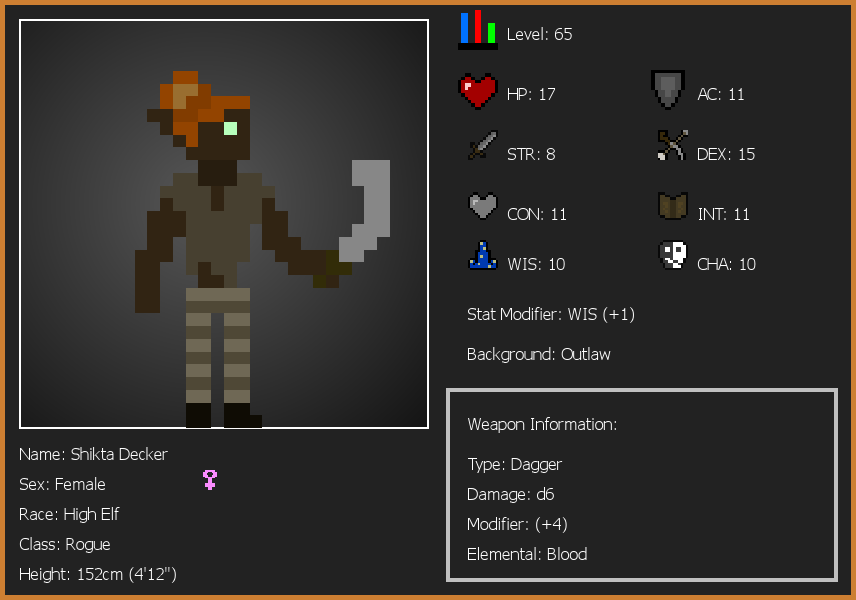 Level: 65
HP: 17
AC: 11
STR: 8
DEX: 15
CON: 11
INT: 11
WIS: 10
CHA: 10
Stat Modifier: WIS (+1)
Background: Outlaw
Weapon Information:
Type: Dagger
Damage: d6
Modifier: (+4)
Elemental: Blood
Name: Shikta Decker
Sex: Female
Race: High Elf
Class: Rogue
Height: 152cm (4'12")